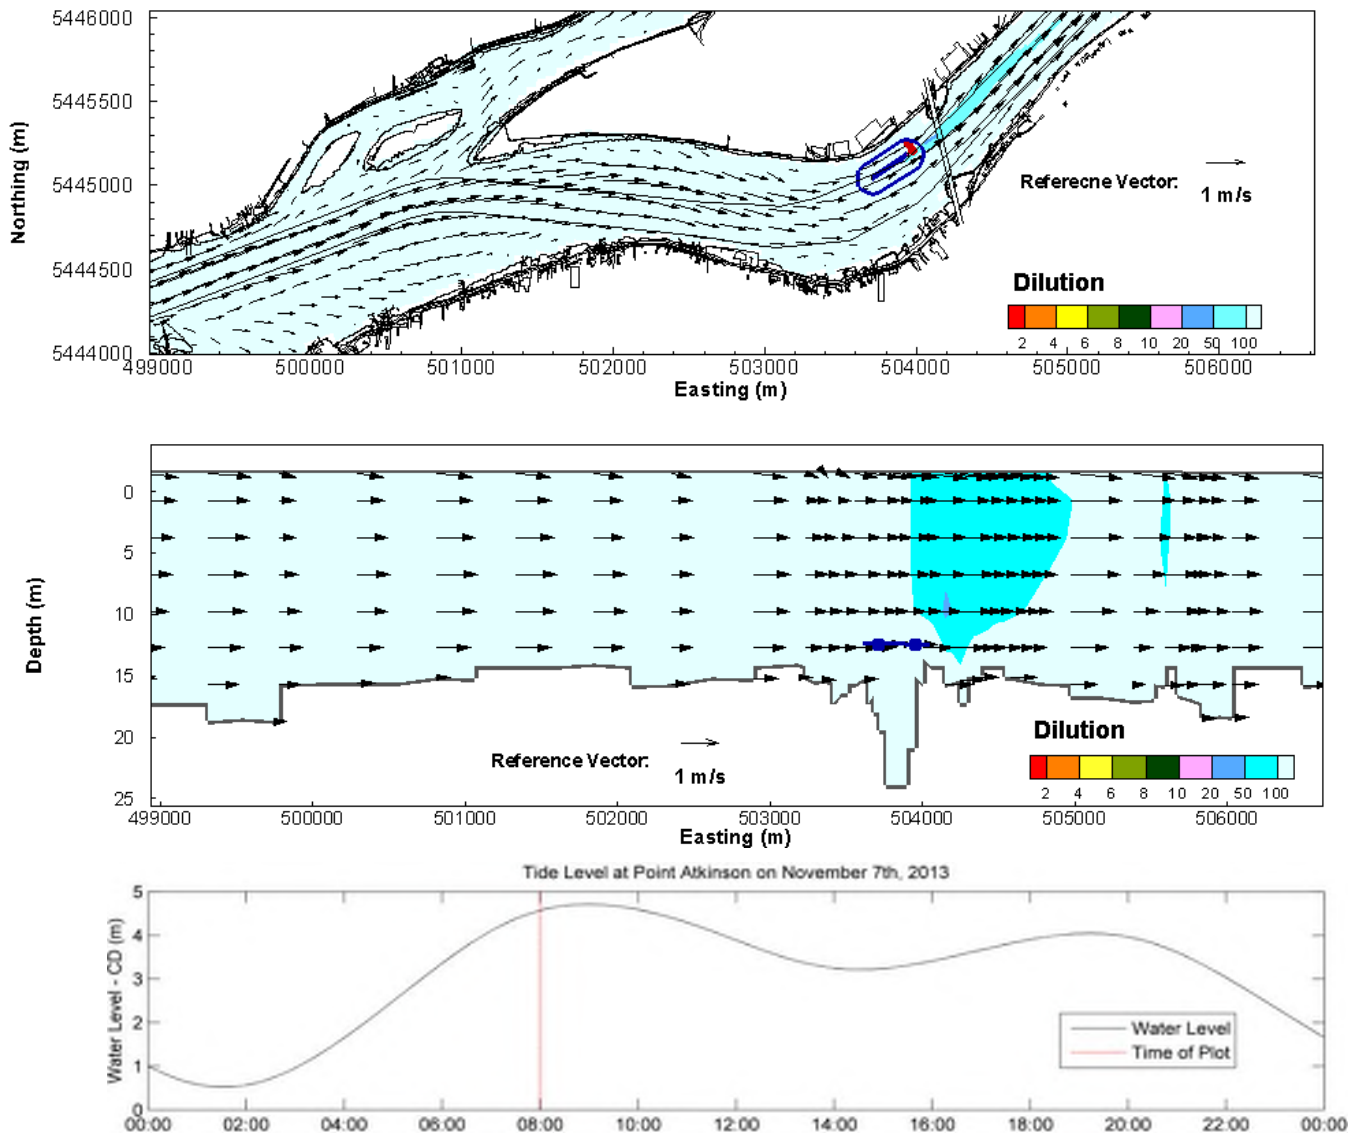 5446000
5445500
5445000
5444500
5444000
Northing (m)
499000 500000 501000 502000 503000 504000 505000 506000
Easting (m)
Referecne Vector:
1 m/s
Dilution
2 4 6 8 10 20 50 100
0
5
10
15
20
25
Depth (m)
Reference Vector:
1 m/s
Dilution
2 4 6 8 10 20 50 100
499000 500000 501000 502000 503000 504000 505000 506000
Easting (m)
Tide Level at Point Atkinson on November 7th, 2013
5
4
3
2
1
0
Water Level - CD (m)
Water Level
Time of Plot
00:00 02:00 04:00 06:00 08:00 10:00 12:00 14:00 16:00 18:00 20:00 22:00 00:00